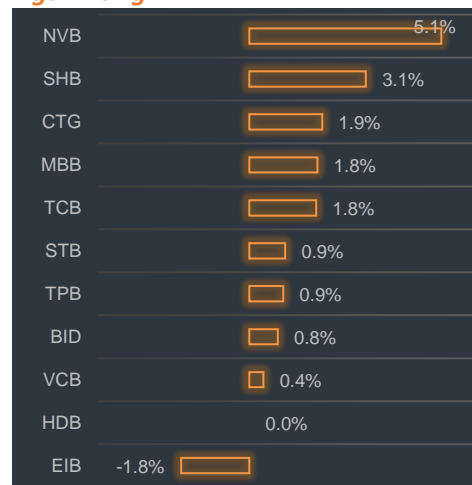 NVB 5.1%
SHB 3.1%
CTG 1.9%
MBB 1.8%
TCB 1.8%
STB 0.9%
TPB 0.9%
BID 0.8%
VCB 0.4%
HDB 0.0%
EIB -1.8%